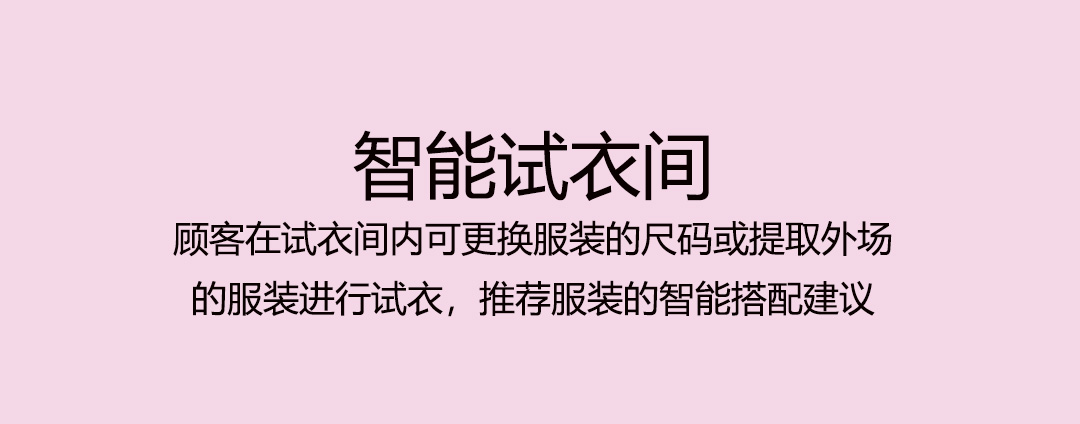 智能试衣间
顾客在试衣间内可更换服装的尺码或提取外场
的服装进行试衣，推荐服装的智能搭配建议